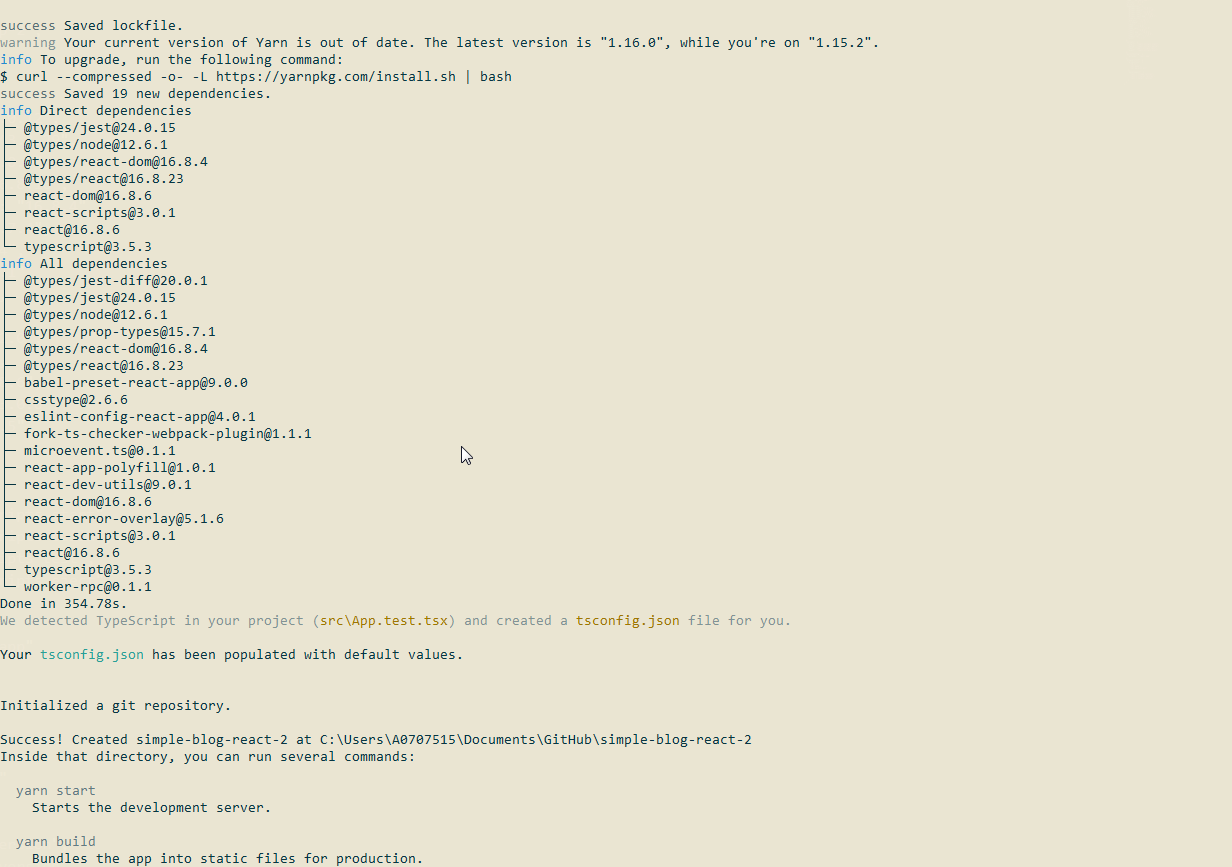 success Saved lockfile.
warning Your current version of Yarn is out of date. The latest version is "1.16.0", while you're on "1.15.2".
info To upgrade, run the following command:
$ curl --compressed -o- -L https://yarnpkg.com/install.sh | bash
success Saved 19 new dependencies.
info Direct dependencies
├─ @types/jest@24.0.15
├─ @types/node@12.6.1
├─ @types/react-dom@16.8.4
├─ @types/react@16.8.23
├─ react-dom@16.8.6
├─ react-scripts@3.0.1
├─ react@16.8.6
└─ typescript@3.5.3
info All dependencies
├─ @types/jest-diff@20.0.1
├─ @types/jest@24.0.15
├─ @types/node@12.6.1
├─ @types/prop-types@15.7.1
├─ @types/react-dom@16.8.4
├─ @types/react@16.8.23
├─ babel-preset-react-app@9.0.0
├─ csstype@2.6.6
├─ eslint-config-react-app@4.0.1
├─ fork-ts-checker-webpack-plugin@1.1.1
├─ microevent.ts@0.1.1
├─ react-app-polyfill@1.0.1
├─ react-dev-utils@9.0.1
├─ react-dom@16.8.6
├─ react-error-overlay@5.1.6
├─ react-scripts@3.0.1
├─ react@16.8.6
├─ typescript@3.5.3
└─ worker-rpc@0.1.1
Done in 354.78s.
We detected TypeScript in your project (src\App.test.tsx) and created a tsconfig.json file for you.
Your tsconfig.json has been populated with default values.
Initialized a git repository.
Success! Created simple-blog-react-2 at C:\Users\A0707515\Documents\GitHub\simple-blog-react-2
Inside that directory, you can run several commands:
yarn start
Starts the development server.
yarn build
Bundles the app into static files for production.